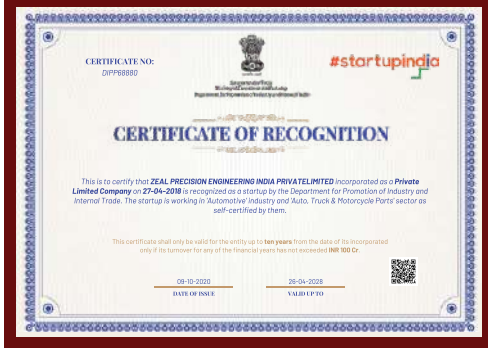 CERTIFICATE NO:
DIPP68880
#startupindia
CERTIFICATE OF RECOGNITION
This is to certify that ZEAL PRECISION ENGINEERING INDIA PRIVATELIMITED incorporated as a Private
Limited Company on 27-04-2018 is recognized as a startup by the Department for Promotion of Industry and
Internal Trade. The startup is working in 'Automotive' industry and 'Auto, Truck & Motorcycle Parts' sector as
self-certified by them.
This certificate shall only be valid for the entity up to ten years from the date of its incorporated
only if its turnover for any of the financial years has not exceeded INR 100 Cr.
09-10-2020
26-04-2028
DATE OF ISSUE
VALID UP TO